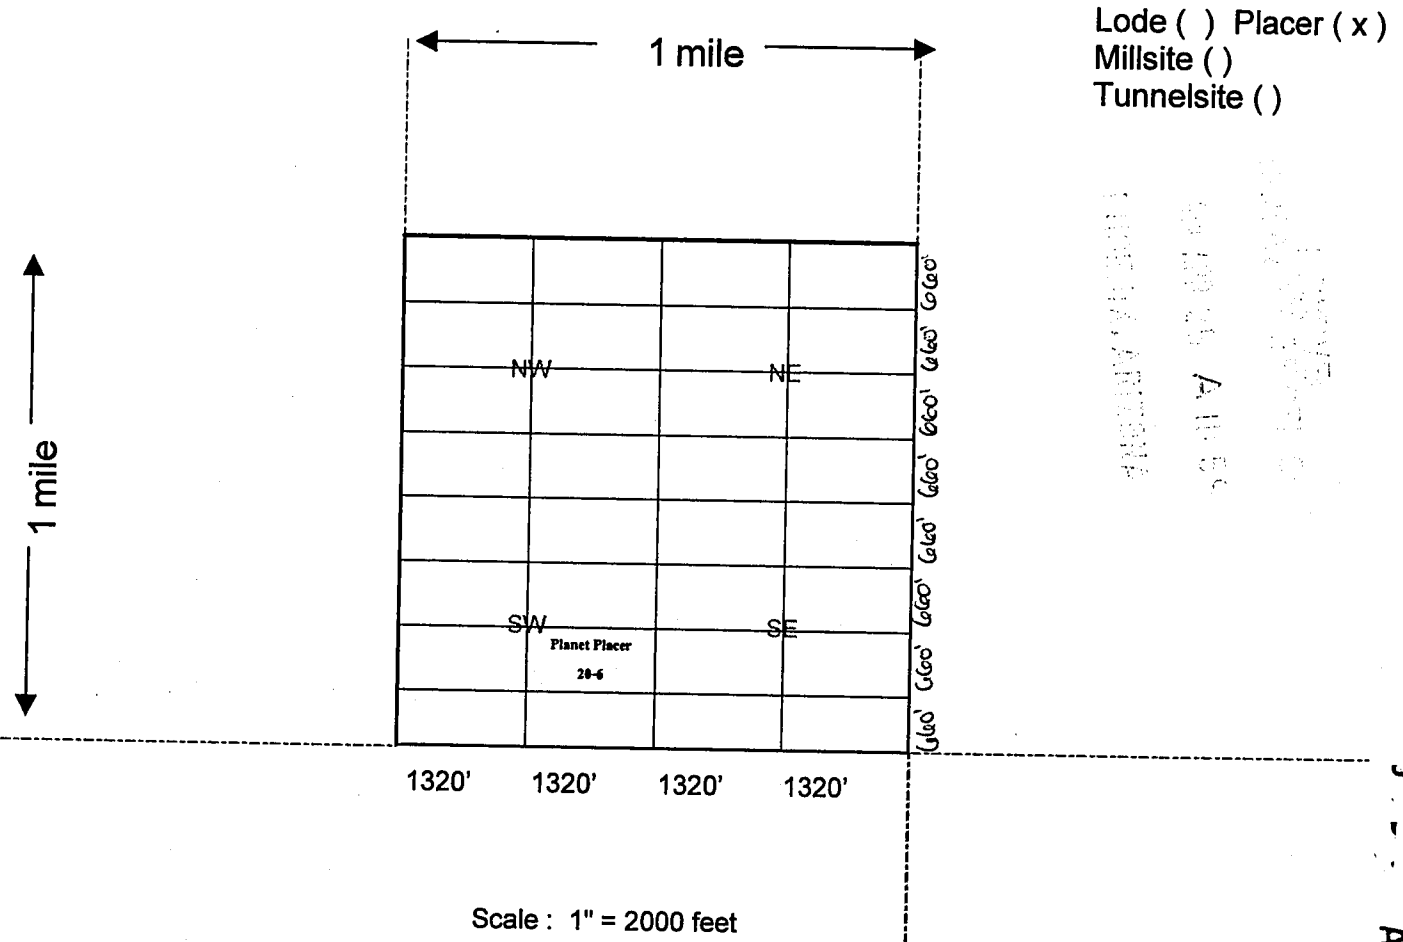 1 mile
Lode ( ) Placer ( x )
Millsite ( )
Tunnelsite ( )
1 mile
660'
660'
NW NE
660'
660'
660'
660'
SW SE
Planet Placer
20-6
660'
660'
1320' 1320' 1320' 1320'
Scale : 1" = 2000 feet